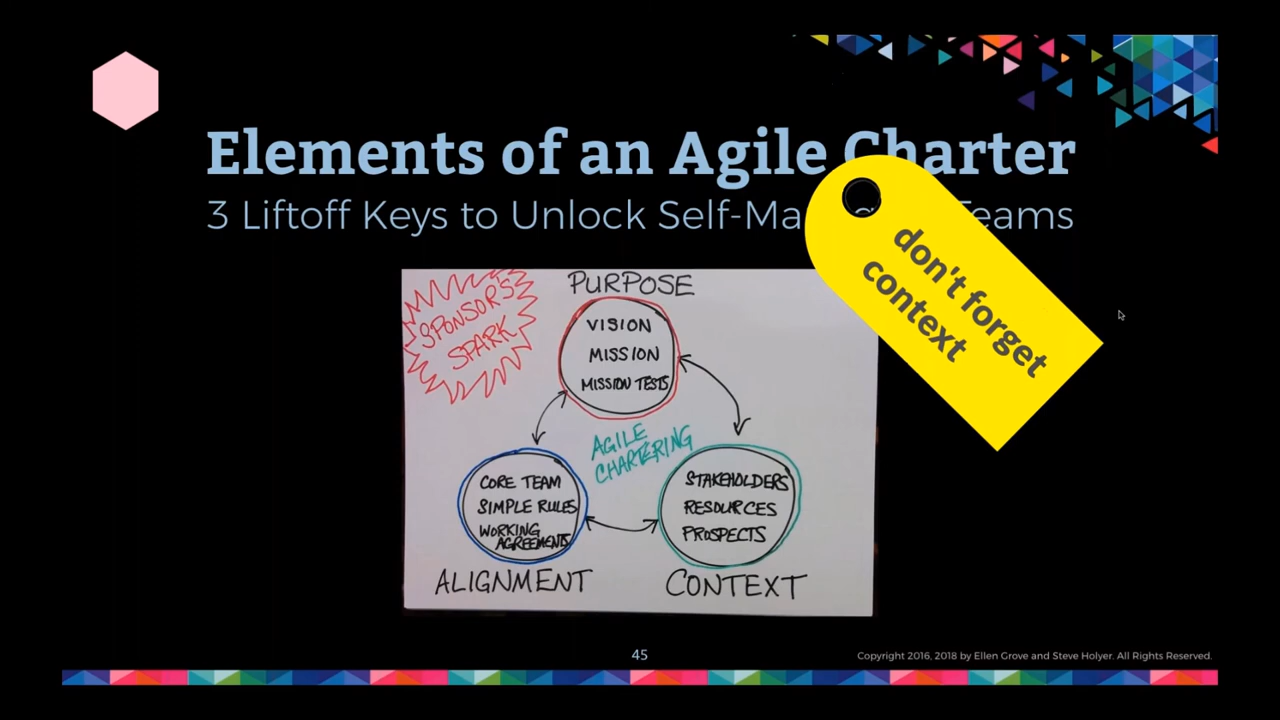 Elements of an Agile Charter
3 Liftoff Keys to Unlock Self-Ma Teams
don't forget
context
SPONSOR'S
SPARK
PURPOSE
VISION
MISSION
MISSION TESTS
AGILE
CHARTERING
CORE TEAM
SIMPLE RULES
WORKING
AGREEMENTS
ALIGNMENT
STAKEHOLDERS
RESOURCES
PROSPECTS
CONTEXT
45
Copyright 2016, 2018 by Ellen Grove and Steve Holyer. All Rights Reserved.